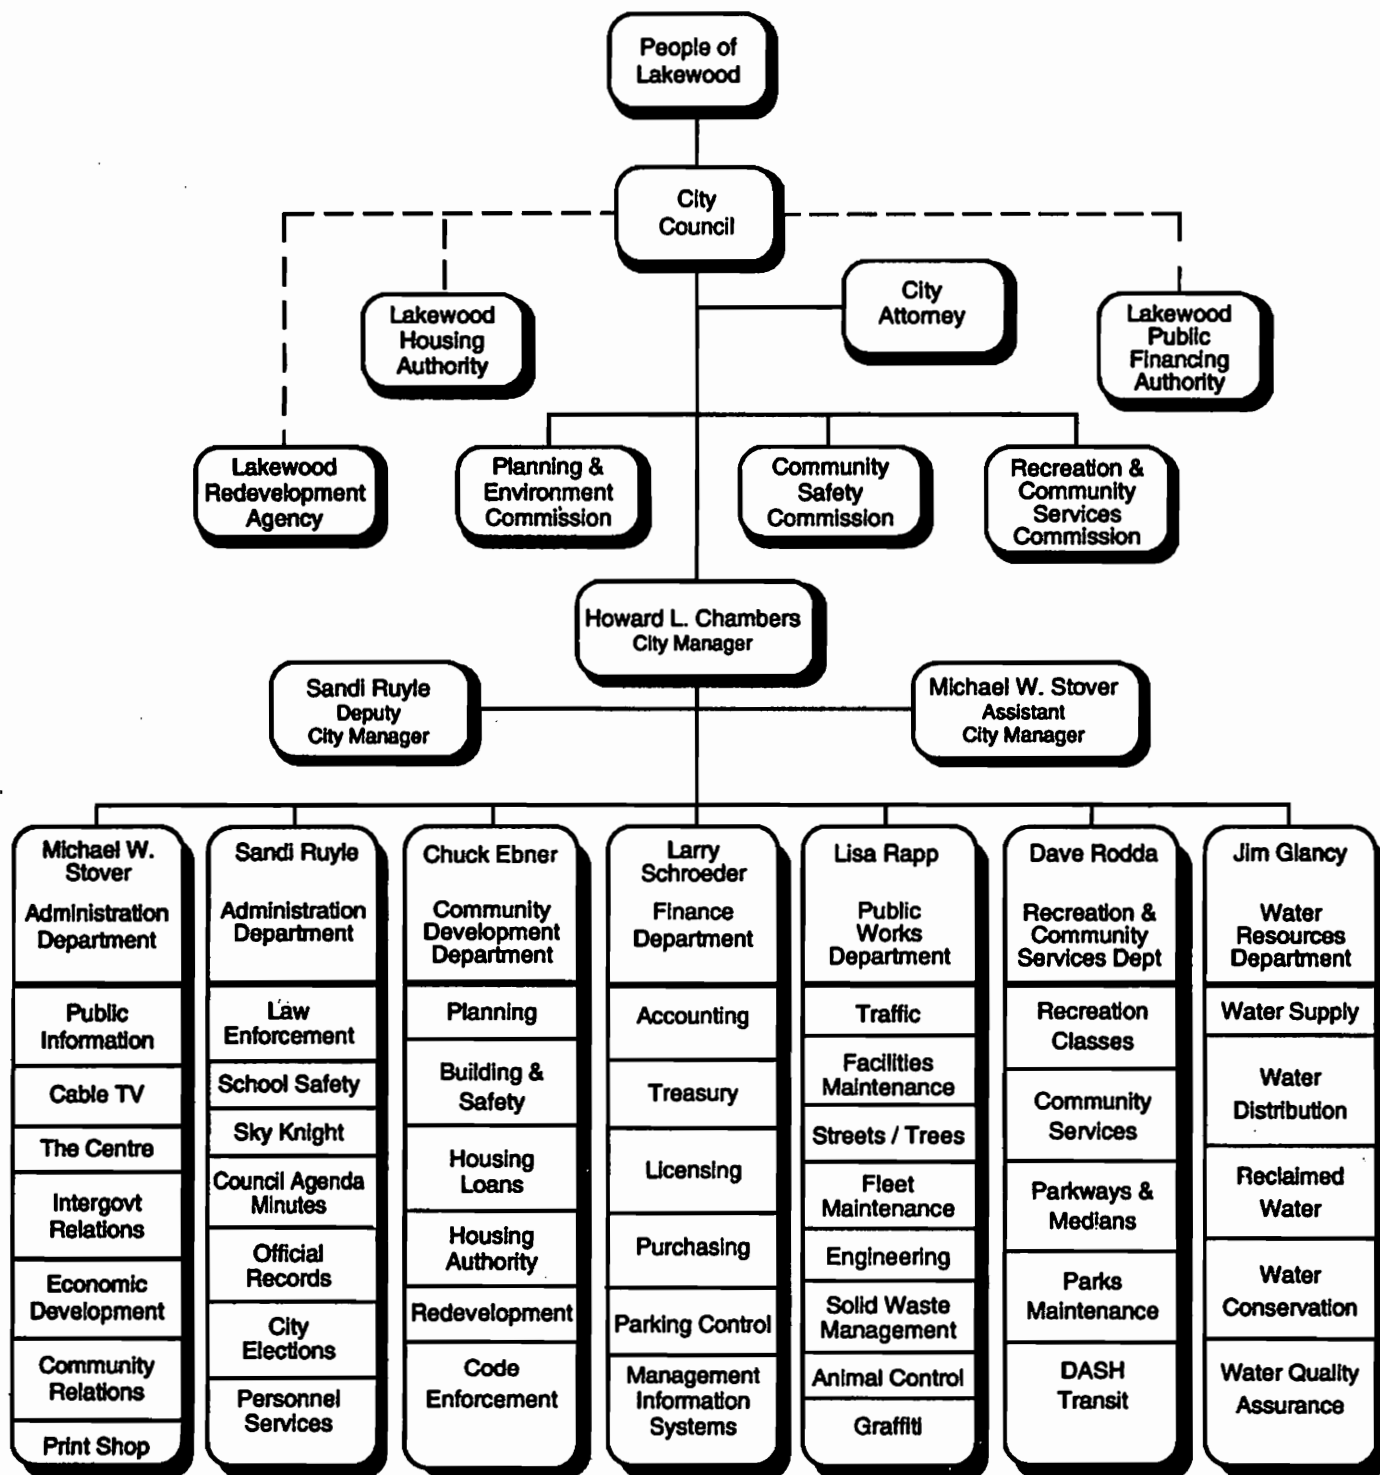 People of
Lakewood
City
Council
City
Attorney
Lakewood
Housing
Authority
Lakewood
Public
Financing
Authority
Lakewood
Redevelopment
Agency
Planning &
Environment
Commission
Community
Safety
Commission
Recreation &
Community
Services
Commission
Howard L. Chambers
City Manager
Sandi Ruyle
Deputy
City Manager
Michael W. Stover
Assistant
City Manager
Michael W.
Stover
Administration
Department
Public
Information
Cable TV
The Centre
Intergovt
Relations
Economic
Development
Community
Relations
Print Shop
Sandi Ruyle
Administration
Department
Law
Enforcement
School Safety
Sky Knight
Council Agenda
Minutes
Official
Records
City
Elections
Personnel
Services
Chuck Ebner
Community
Development
Department
Planning
Building &
Safety
Housing
Loans
Housing
Authority
Redevelopment
Code
Enforcement
Larry
Schroeder
Finance
Department
Accounting
Treasury
Licensing
Purchasing
Parking Control
Management
Information
Systems
Lisa Rapp
Public
Works
Department
Traffic
Facilities
Maintenance
Streets / Trees
Fleet
Maintenance
Engineering
Solid Waste
Management
Animal Control
Graffiti
Dave Rodda
Recreation &
Community
Services Dept
Recreation
Classes
Community
Services
Parkways &
Medians
Parks
Maintenance
DASH
Transit
Jim Glancy
Water
Resources
Department
Water Supply
Water
Distribution
Reclaimed
Water
Water
Conservation
Water Quality
Assurance